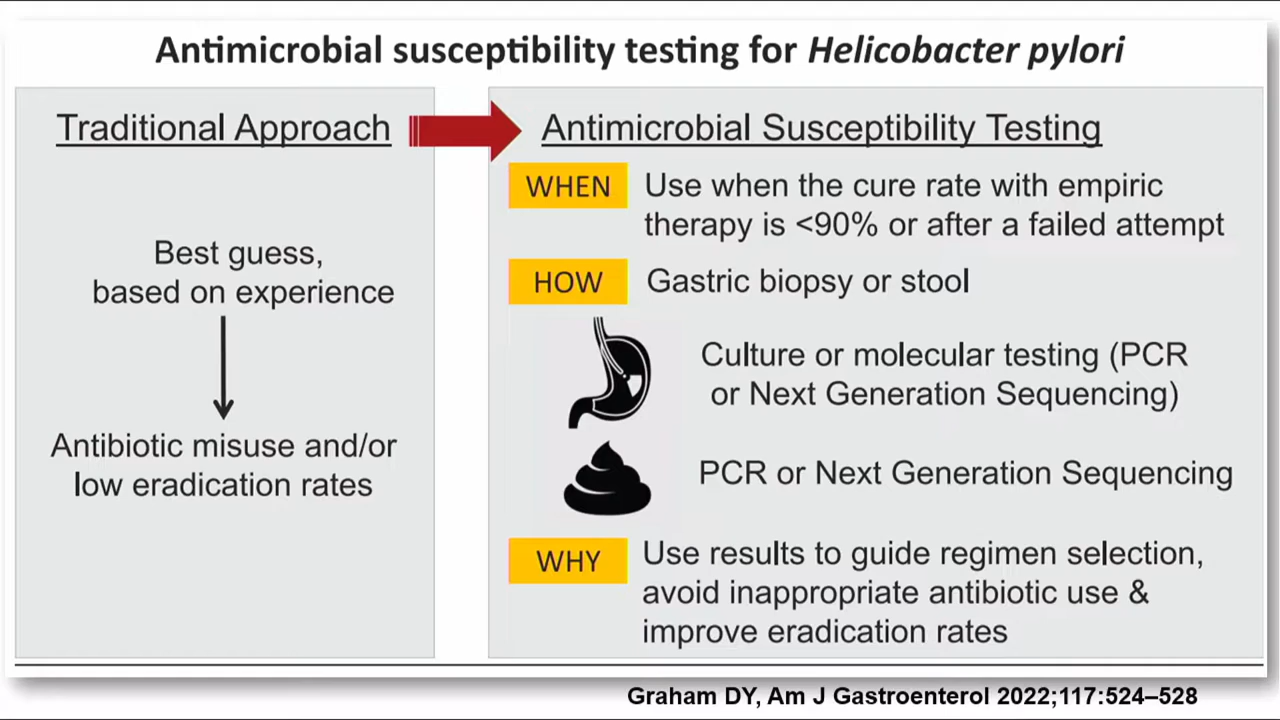 Antimicrobial susceptibility testing for Helicobacter pylori
Traditional Approach
Best guess,
based on experience
Antibiotic misuse and/or
low eradication rates
Antimicrobial Susceptibility Testing
WHEN
Use when the cure rate with empiric
therapy is <90% or after a failed attempt
HOW
Gastric biopsy or stool
Culture or molecular testing (PCR
or Next Generation Sequencing)
PCR or Next Generation Sequencing
WHY
Use results to guide regimen selection,
avoid inappropriate antibiotic use &
improve eradication rates
Graham DY, Am J Gastroenterol 2022;117:524–528